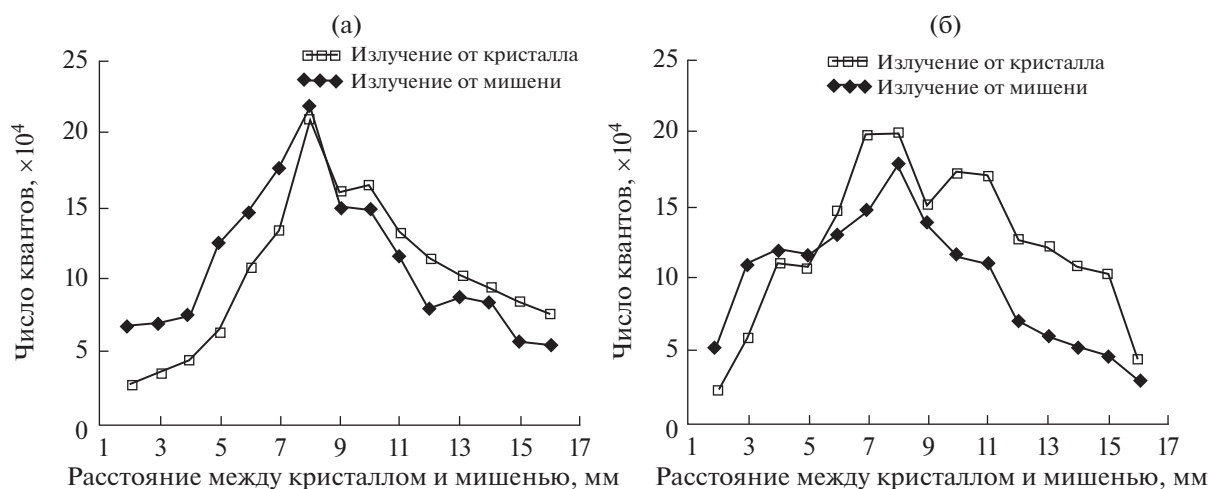 (а)
Излучение от кристалла
Излучение от мишени
Число квантов, ×10⁴
25
20
15
10
5
0
1 3 5 7 9 11 13 15 17
Расстояние между кристаллом и мишенью, мм
(б)
Излучение от кристалла
Излучение от мишени
Число квантов, ×10⁴
25
20
15
10
5
0
1 3 5 7 9 11 13 15 17
Расстояние между кристаллом и мишенью, мм